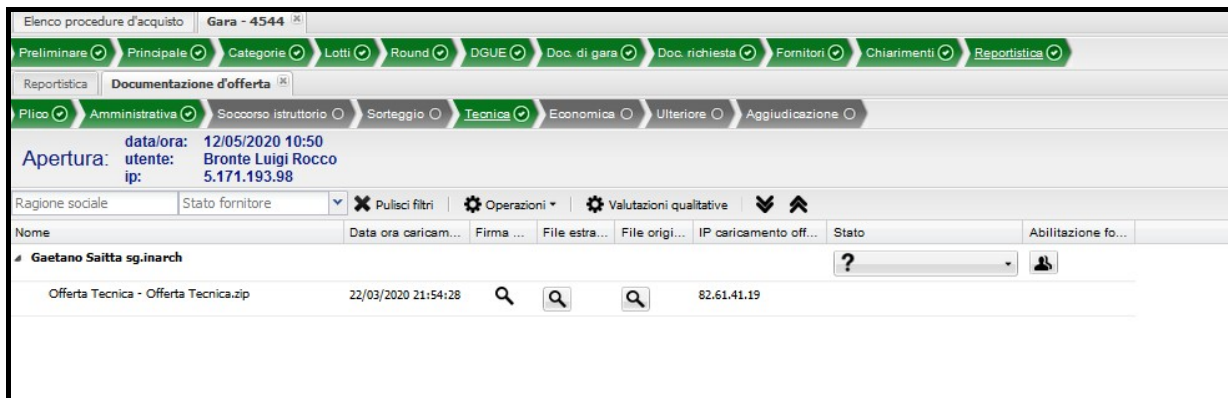 Elenco procedure d'acquisto Gara - 4544
Preliminare Principale Categorie Lotti Round DGUE Doc. di gara Doc. richiesta Fornitori Chiarimenti Reportistica
Reportistica Documentazione d'offerta
Plico Amministrativa Soccorso istruttorio Sorteggio Tecnica Economica Ulteriore Aggiudicazione
Apertura: data/ora: 12/05/2020 10:50
utente: Bronte Luigi Rocco
ip: 5.171.193.98
Ragione sociale Stato fornitore Pulisci filtri Operazioni Valutazioni qualitative
Nome Data ora caricam... Firma ... File estra... File origi... IP caricamento off... Stato Abilitazione fo...
Gaetano Saitta sg.inarch ?
Offerta Tecnica - Offerta Tecnica.zip 22/03/2020 21:54:28 82.61.41.19